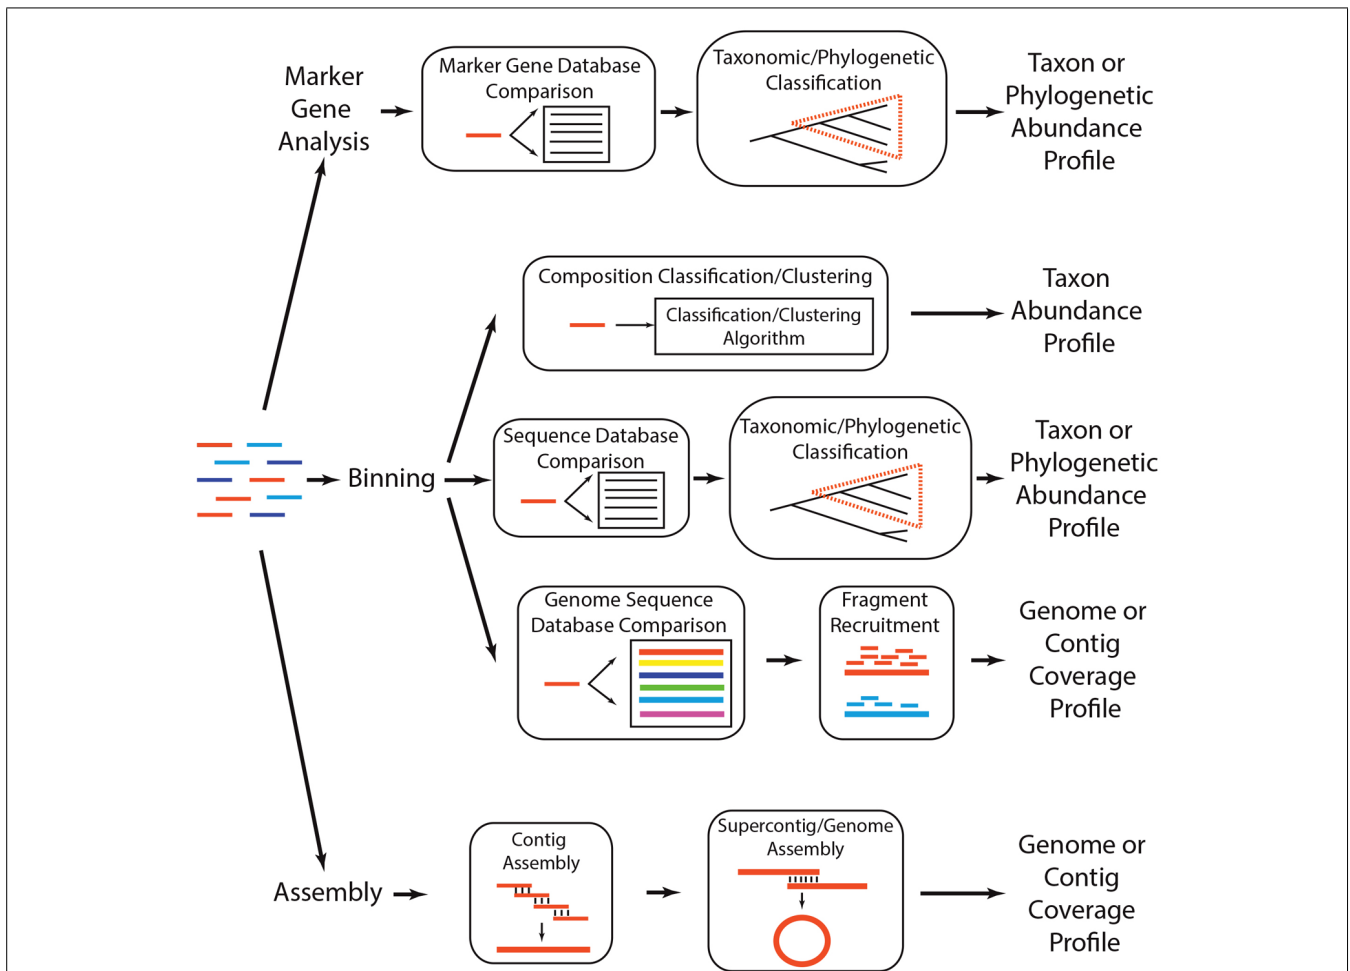 Marker
Gene
Analysis
Marker Gene Database
Comparison
Taxonomic/Phylogenetic
Classification
Taxon or
Phylogenetic
Abundance
Profile
Composition Classification/Clustering
Classification/Clustering
Algorithm
Taxon
Abundance
Profile
Binning
Sequence Database
Comparison
Taxonomic/Phylogenetic
Classification
Taxon or
Phylogenetic
Abundance
Profile
Genome Sequence
Database Comparison
Fragment
Recruitment
Genome or
Contig
Coverage
Profile
Assembly
Contig
Assembly
Supercontig/Genome
Assembly
Genome or
Contig
Coverage
Profile